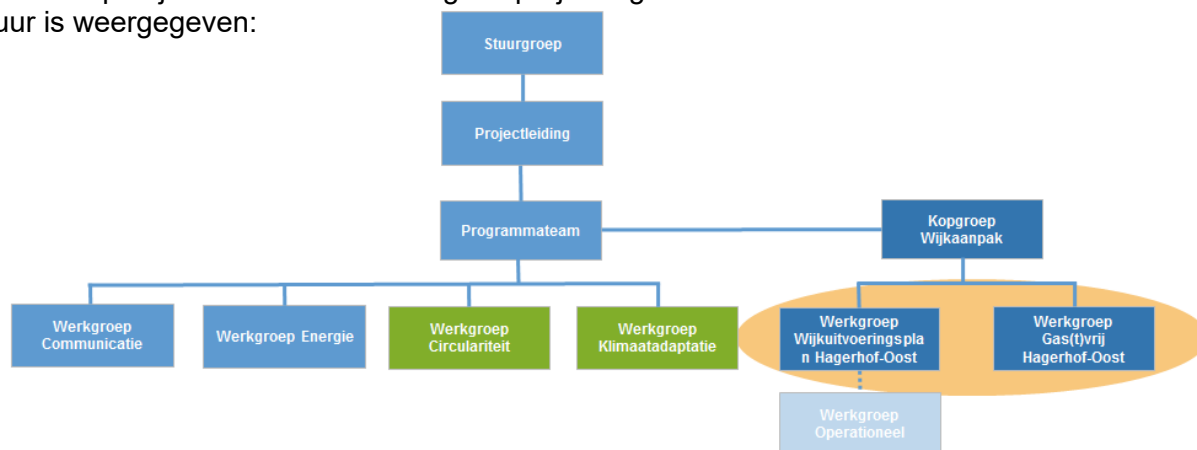 uur is weergegeven:
Stuurgroep
Projectleiding
Programmateam
Kopgroep
Wijkaanpak
Werkgroep
Communicatie
Werkgroep Energie
Werkgroep
Circulariteit
Werkgroep
Klimaatadaptatie
Werkgroep
Wijkuitvoeringspla
n Hagerhof-Oost
Werkgroep
Gas(t)vrij
Hagerhof-Oost
Werkgroep
Operationeel